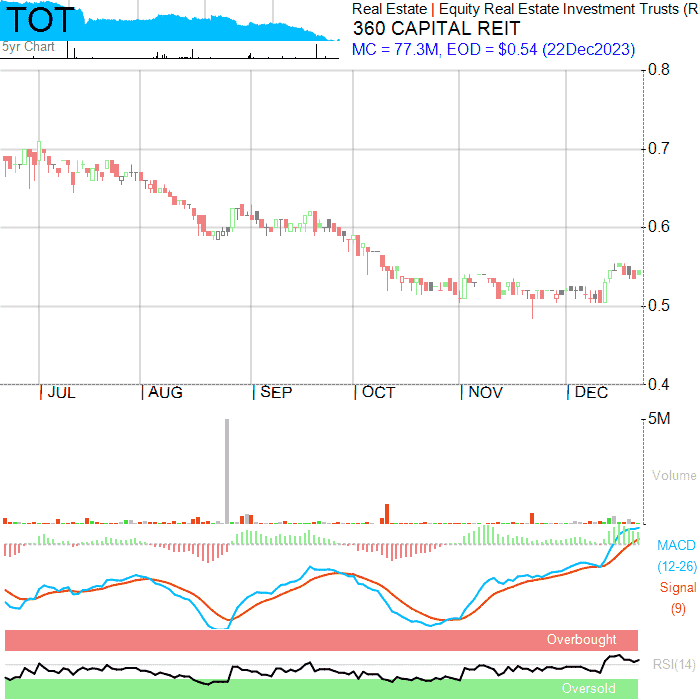 TOT
5yr Chart
Real Estate | Equity Real Estate Investment Trusts (R
360 CAPITAL REIT
MC = 77.3M, EOD = $0.54 (22Dec2023)
0.8
0.7
0.6
0.5
0.4
JUL AUG SEP OCT NOV DEC
5M
Volume
MACD
(12-26)
Signal
(9)
Overbought
RSI(14)
Oversold